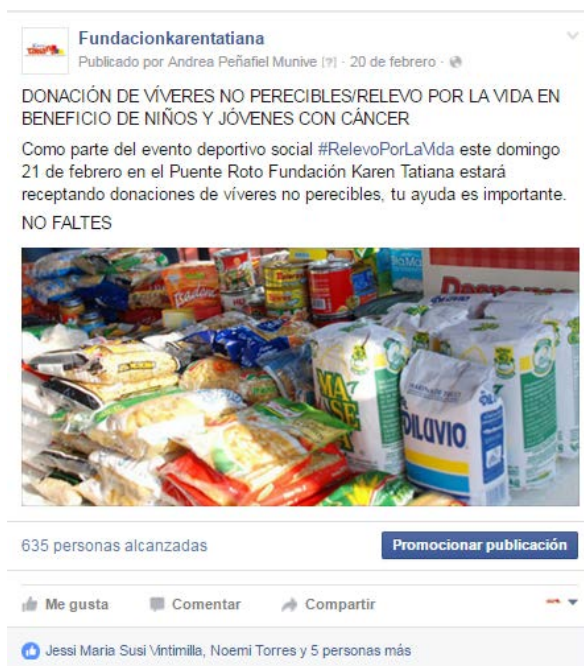 Fundacionkarentatiana
Publicado por Andrea Peñafiel Munive [?] · 20 de febrero ·
DONACIÓN DE VÍVERES NO PERECIBLES/RELEVO POR LA VIDA EN
BENEFICIO DE NIÑOS Y JÓVENES CON CÁNCER
Como parte del evento deportivo social #RelevoPorLaVida este domingo
21 de febrero en el Puente Roto Fundación Karen Tatiana estará
receptando donaciones de víveres no perecibles, tu ayuda es importante.
NO FALTES
MA
SE
DILUVIO
635 personas alcanzadas
Promocionar publicación
Me gusta
Comentar
Compartir
Jessi Maria Susi Vintimilla, Noemi Torres y 5 personas más